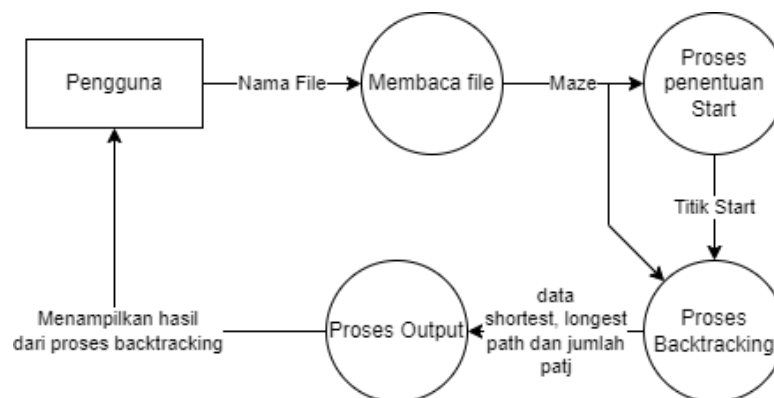 Pengguna
Nama File
Membaca file
Maze
Proses
penentuan
Start
Titik Start
Proses
Backtracking
data
shortest, longest
path dan jumlah
patj
Proses Output
Menampilkan hasil
dari proses backtracking